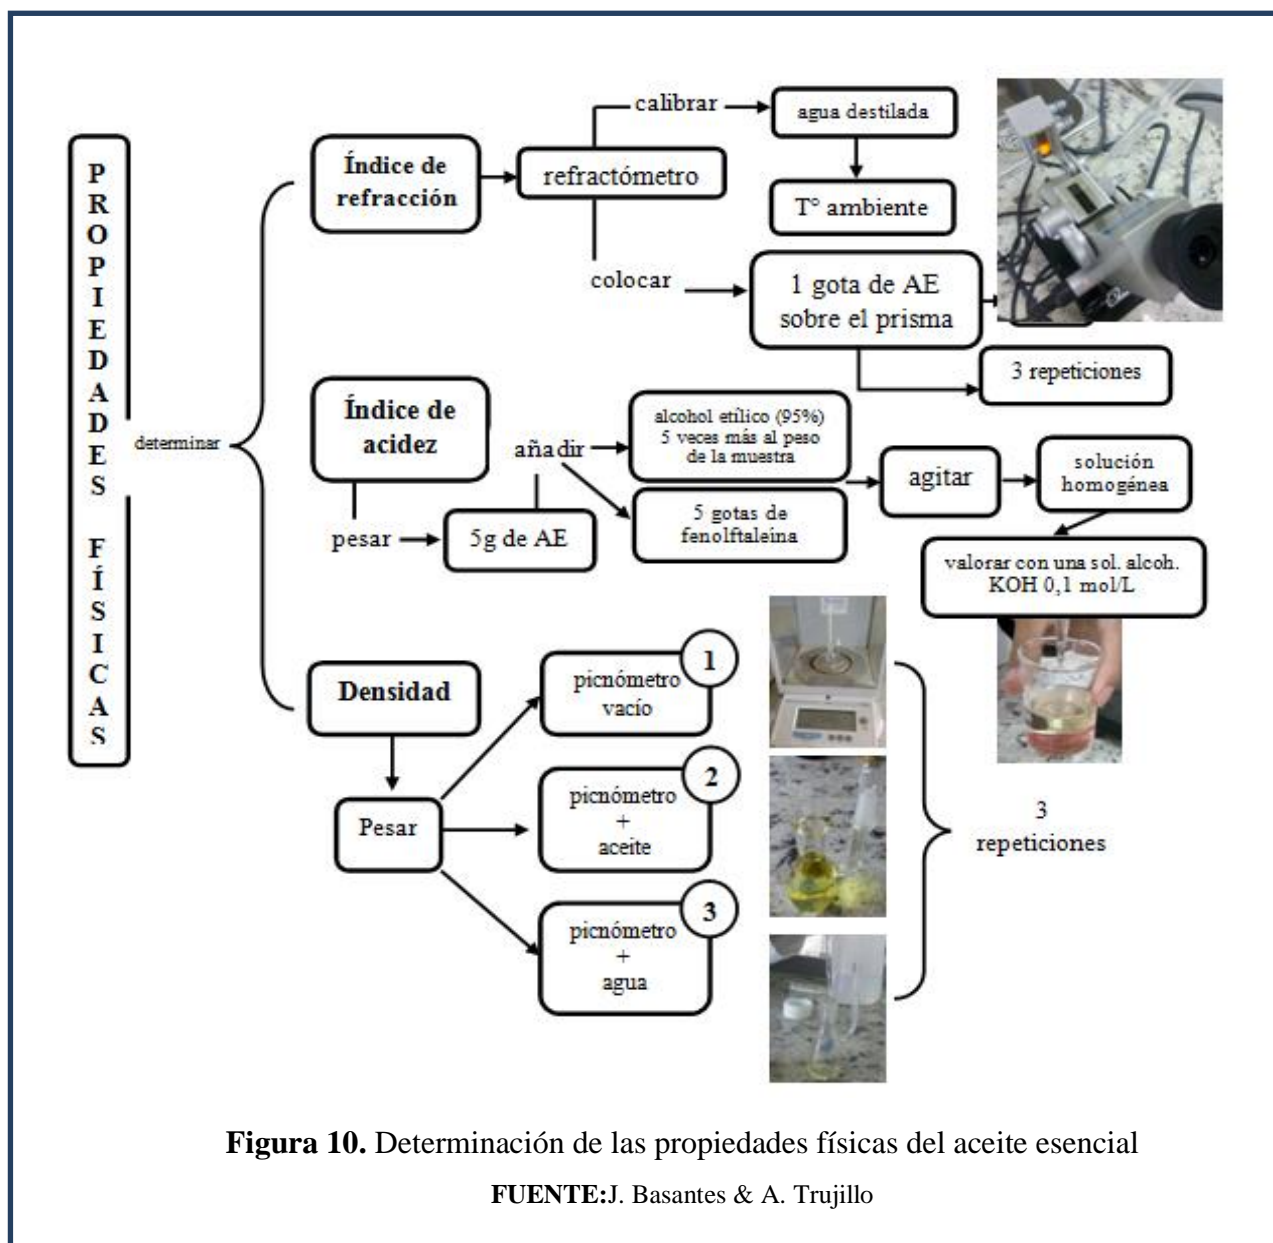 PROPIEDADES FÍSICAS
determinar
Índice de
refracción
refractómetro
calibrar
agua destilada
T° ambiente
colocar
1 gota de AE
sobre el prisma
3 repeticiones
Índice de
acidez
pesar
5g de AE
añadir
alcohol etílico (95%)
5 veces más al peso
de la muestra
5 gotas de
fenolftaleína
agitar
solución
homogénea
valorar con una sol. alcoh.
KOH 0,1 mol/L
Densidad
Pesar
1
picnómetro
vacío
2
picnómetro
+
aceite
3
picnómetro
+
agua
3
repeticiones
Figura 10. Determinación de las propiedades físicas del aceite esencial
FUENTE:J. Basantes & A. Trujillo